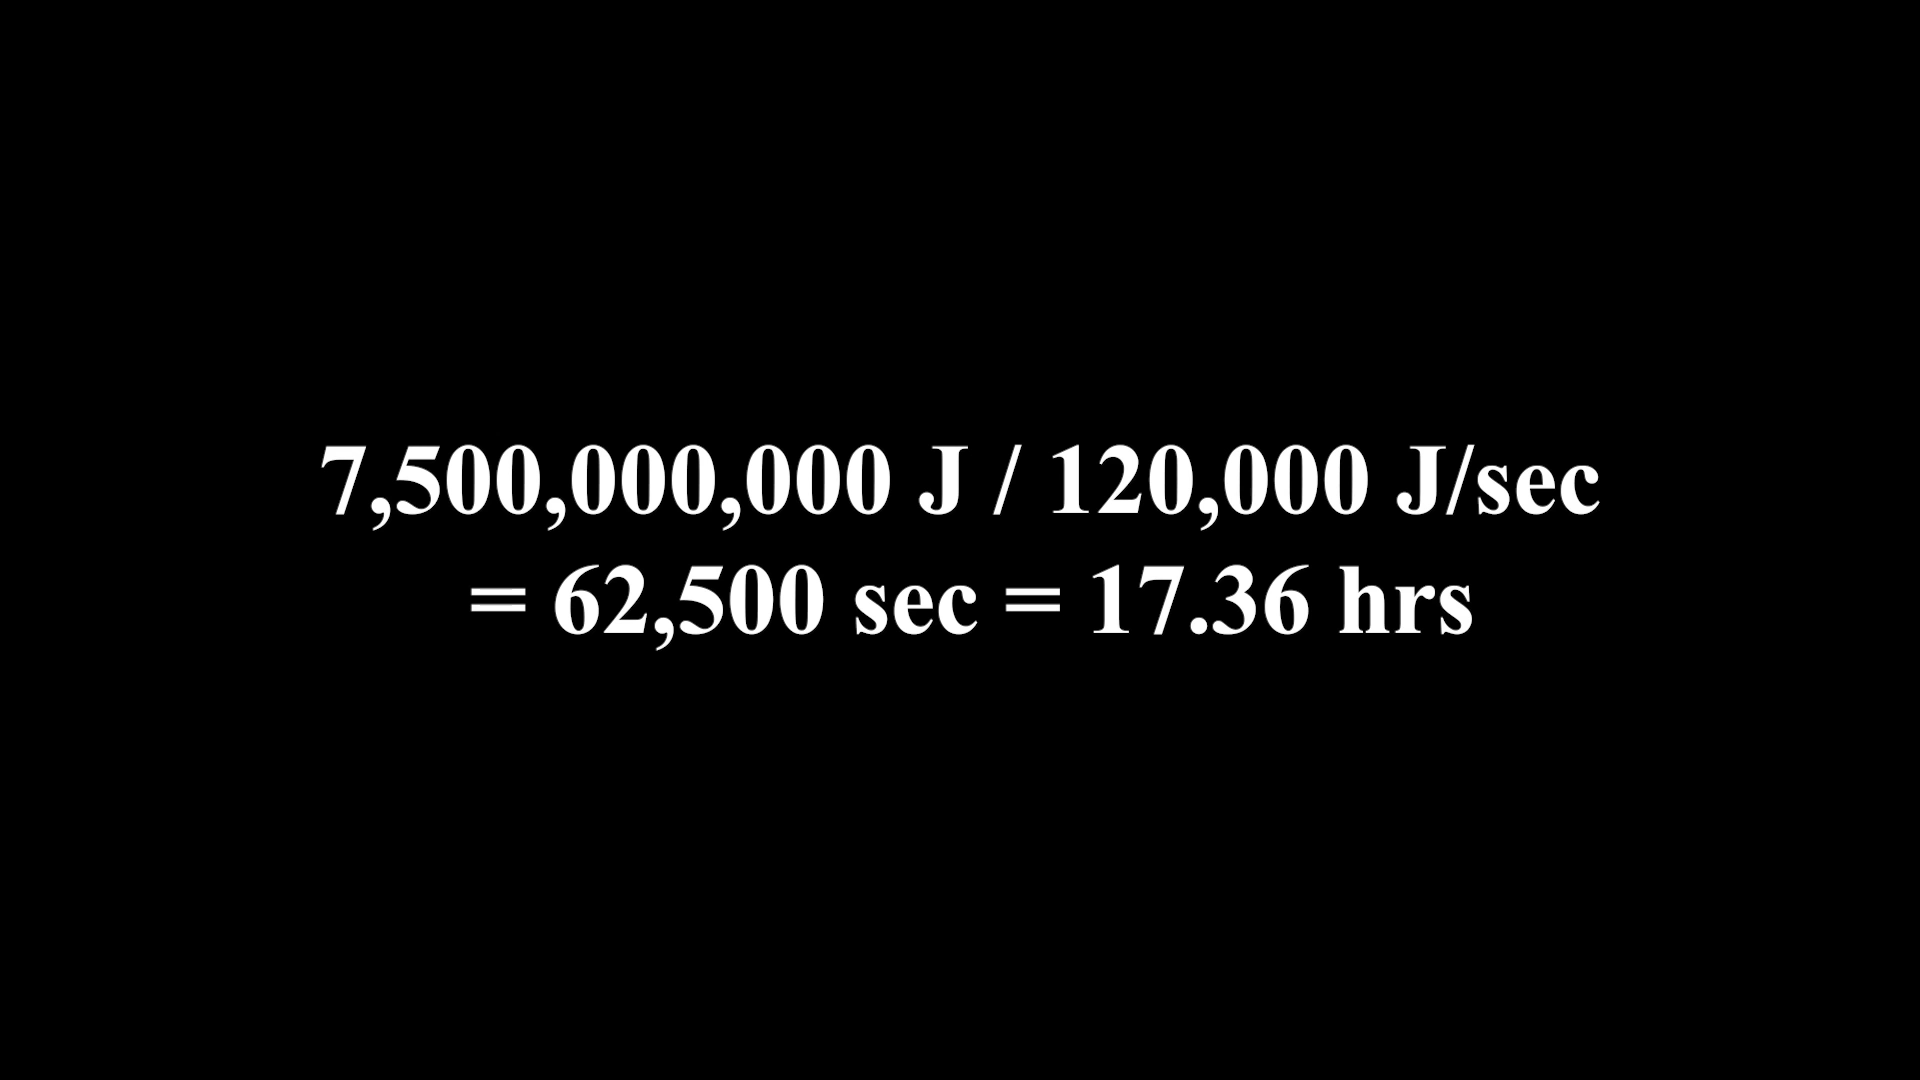 7,500,000,000 J / 120,000 J/sec
= 62,500 sec = 17.36 hrs